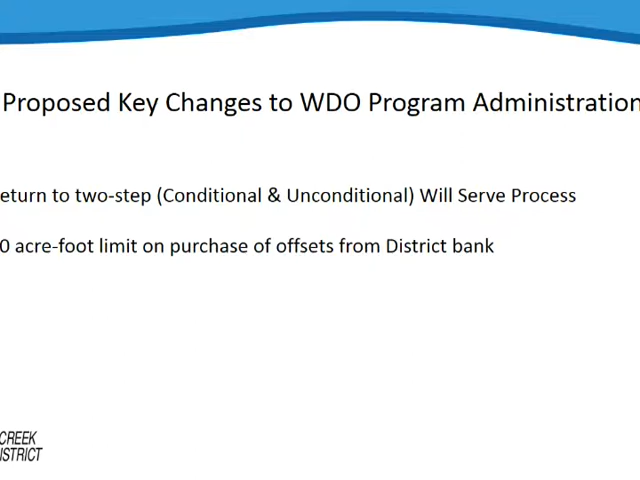 Proposed Key Changes to WDO Program Administration
eturn to two-step (Conditional & Unconditional) Will Serve Process
0 acre-foot limit on purchase of offsets from District bank
CREEK
ISTRICT